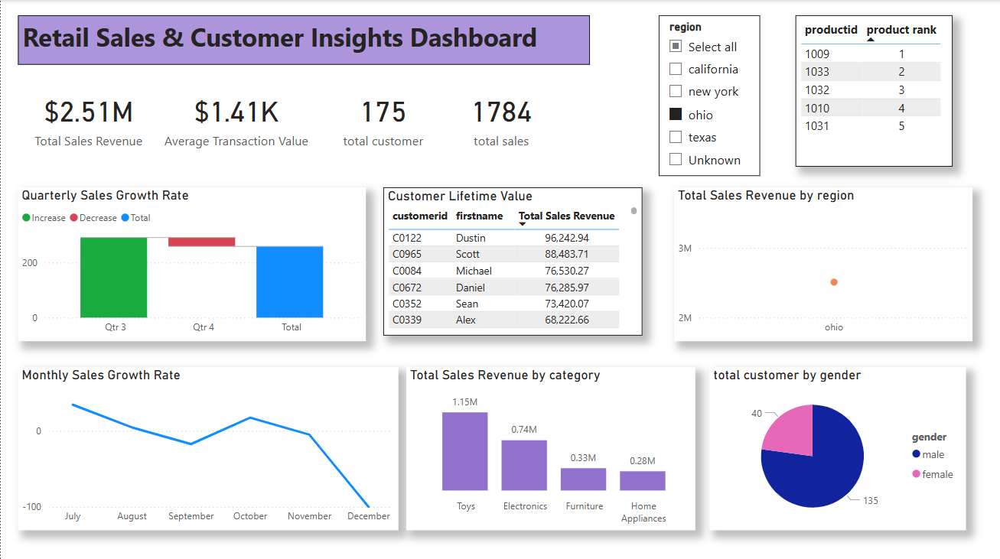 Retail Sales & Customer Insights Dashboard
$2.51M
Total Sales Revenue
$1.41K
Average Transaction Value
175
total customer
1784
total sales
region
Select all
california
new york
ohio
texas
Unknown
productid product rank
1009 1
1033 2
1032 3
1010 4
1031 5
Quarterly Sales Growth Rate
Increase Decrease Total
200
0
Qtr 3 Qtr 4 Total
Customer Lifetime Value
customerid firstname Total Sales Revenue
C0122 Dustin 96,242.94
C0965 Scott 88,483.71
C0084 Michael 76,530.27
C0672 Daniel 76,285.97
C0352 Sean 73,420.07
C0339 Alex 68,222.66
Total Sales Revenue by region
3M
2M
ohio
Monthly Sales Growth Rate
0
-100
July August September October November December
Total Sales Revenue by category
1.15M
0.74M
0.33M
0.28M
Toys Electronics Furniture Home
Appliances
total customer by gender
40
135
gender
male
female